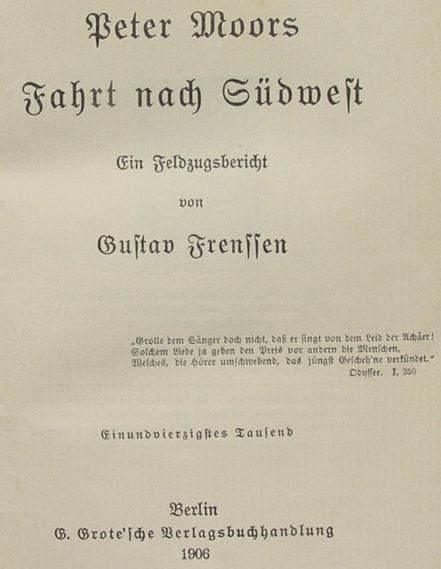 Peter Moors
Fahrt nach Südwest
Ein Feldzugsbericht
von
Gustav Frenssen
„Grolle dem Sänger doch nicht, daß er singt von dem Leid der Achäer!
Solchem Liede ja geben den Preis vor andern die Menschen,
Welches, die Hörer umschwebend, das jüngst Gescheh'ne verkündet.“
Odyssee. I, 350
Einundvierzigstes Tausend
Berlin
G. Grote'sche Verlagsbuchhandlung
1906